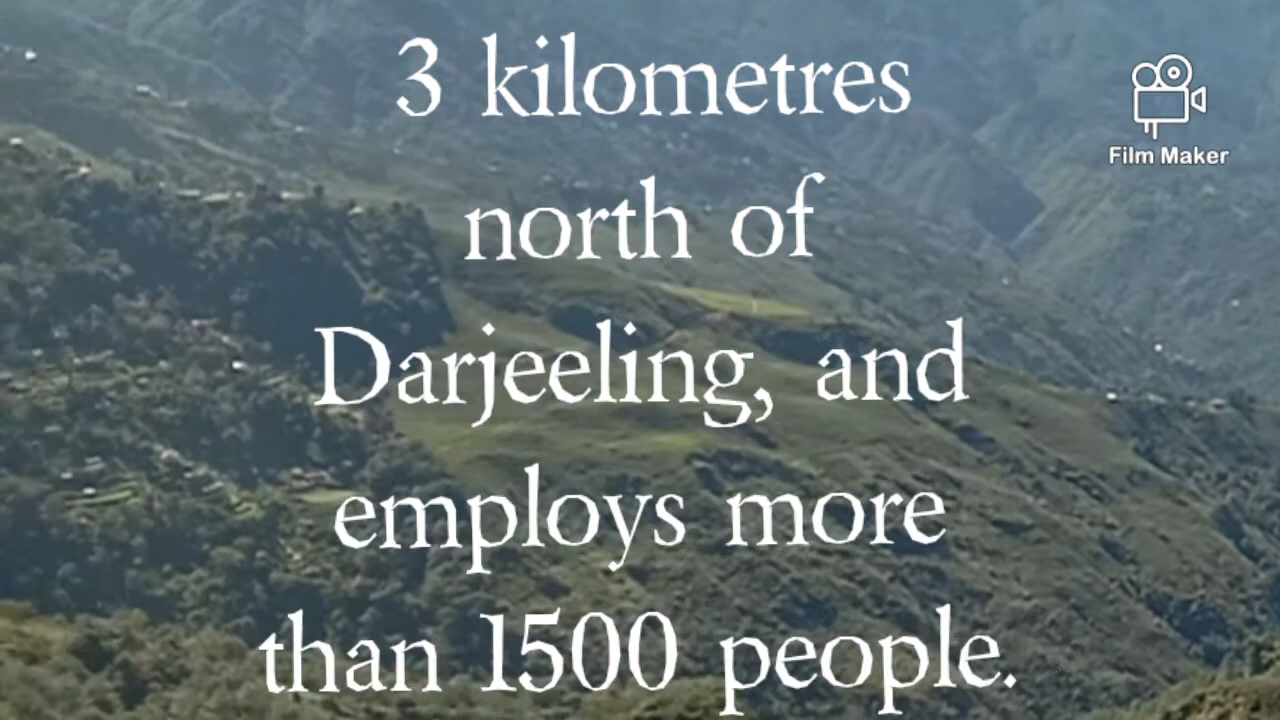 3 kilometres
Film Maker
north of
Darjeeling, and
employs more
than 1500 people.